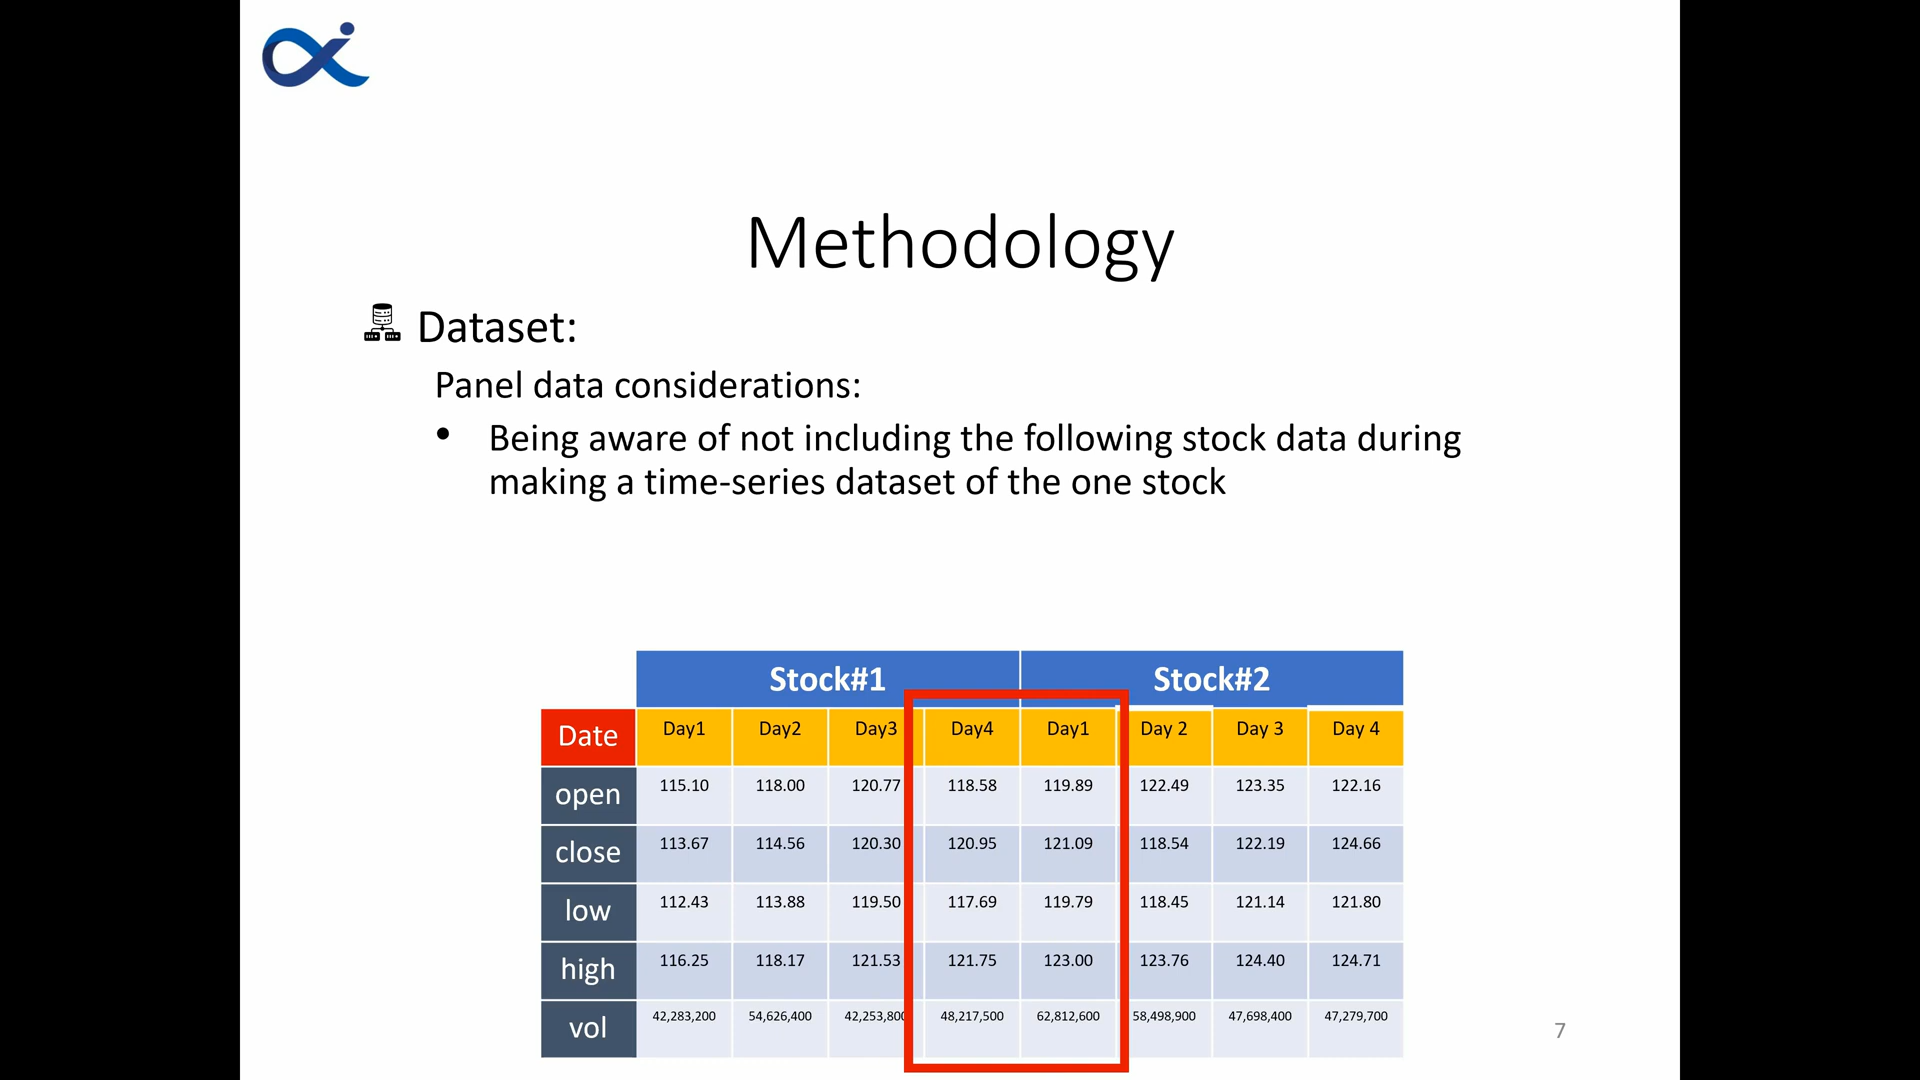 Methodology
Dataset:
Panel data considerations:
• Being aware of not including the following stock data during
making a time-series dataset of the one stock
Stock#1 Stock#2
Date Day1 Day2 Day3 Day4 Day1 Day 2 Day 3 Day 4
open 115.10 118.00 120.77 118.58 119.89 122.49 123.35 122.16
close 113.67 114.56 120.30 120.95 121.09 118.54 122.19 124.66
low 112.43 113.88 119.50 117.69 119.79 118.45 121.14 121.80
high 116.25 118.17 121.53 121.75 123.00 123.76 124.40 124.71
vol 42,283,200 54,626,400 42,253,800 48,217,500 62,812,600 58,498,900 47,698,400 47,279,700
7